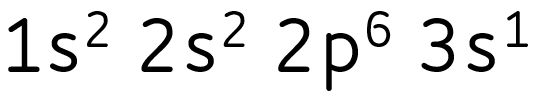 1s² 2s² 2p⁶ 3s¹